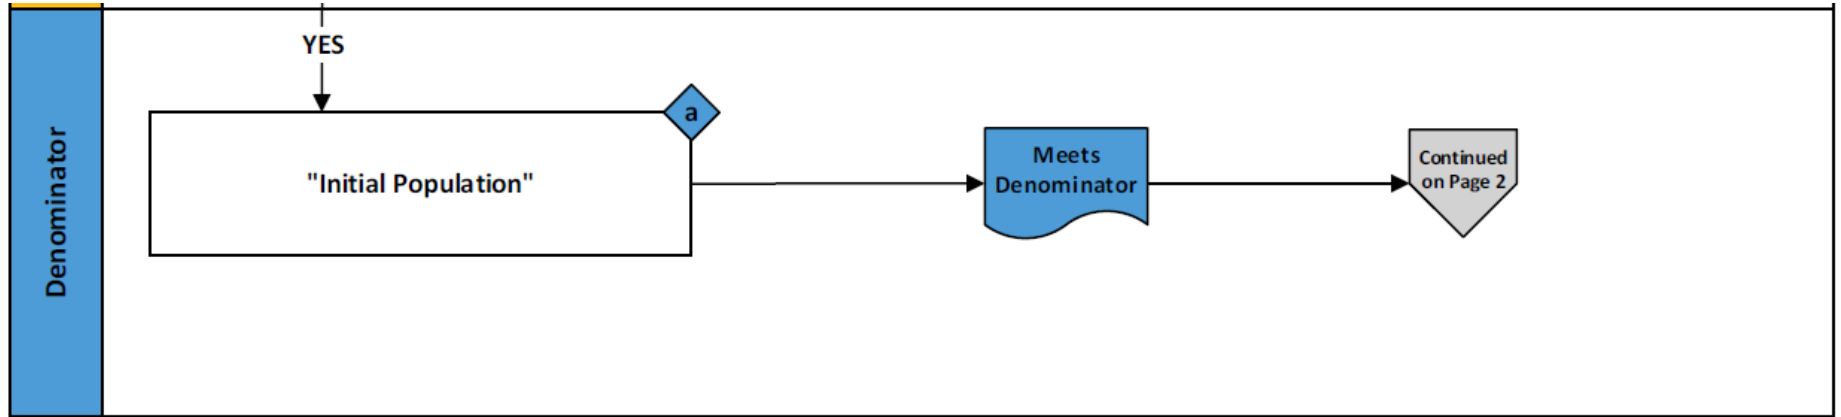 Denominator
YES
a
"Initial Population"
Meets
Denominator
Continued
on Page 2